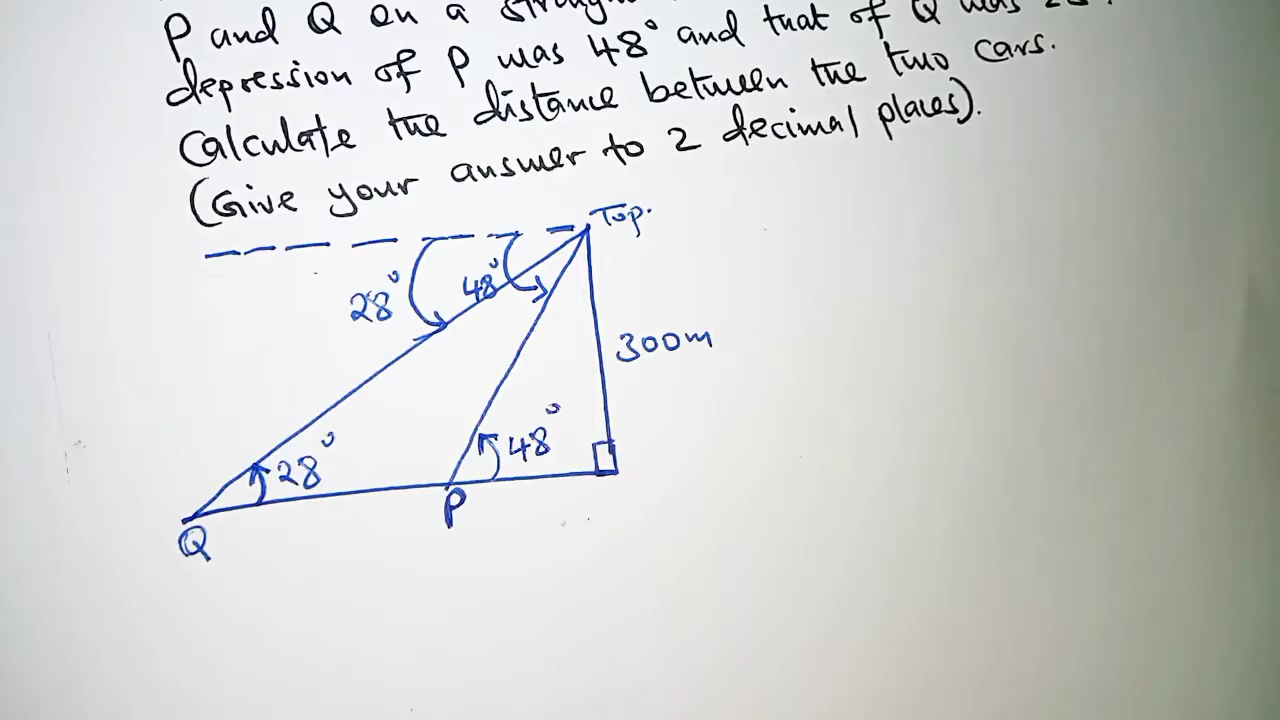 P and Q on a
depression of P was 48° and that of Q was
Calculate the distance between the two cars.
(Give your answer to 2 decimal places).
Top.
28°
48°
300m
48°
28°
P
Q